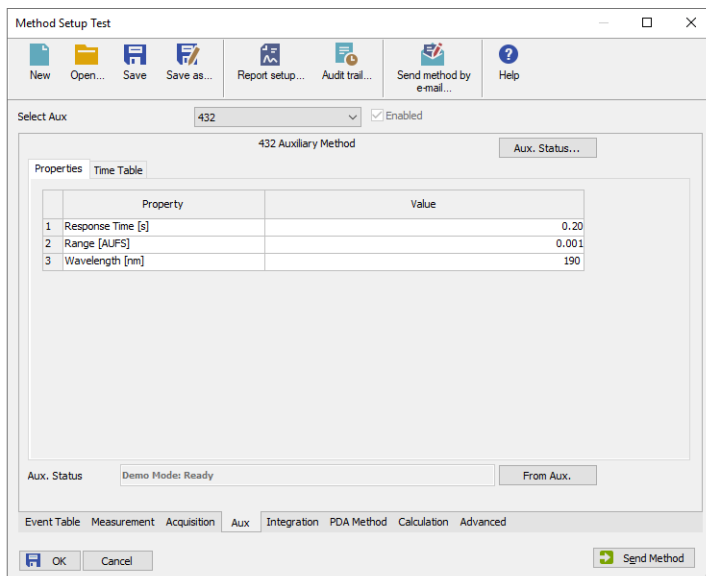 Method Setup Test
New Open... Save Save as... Report setup... Audit trail... Send method by e-mail... Help
Select Aux 432 Enabled
432 Auxiliary Method Aux. Status...
Properties Time Table
Property Value
1 Response Time [s] 0.20
2 Range [AUFS] 0.001
3 Wavelength [nm] 190
Aux. Status Demo Mode: Ready From Aux.
Event Table Measurement Acquisition Aux Integration PDA Method Calculation Advanced
OK Cancel Send Method